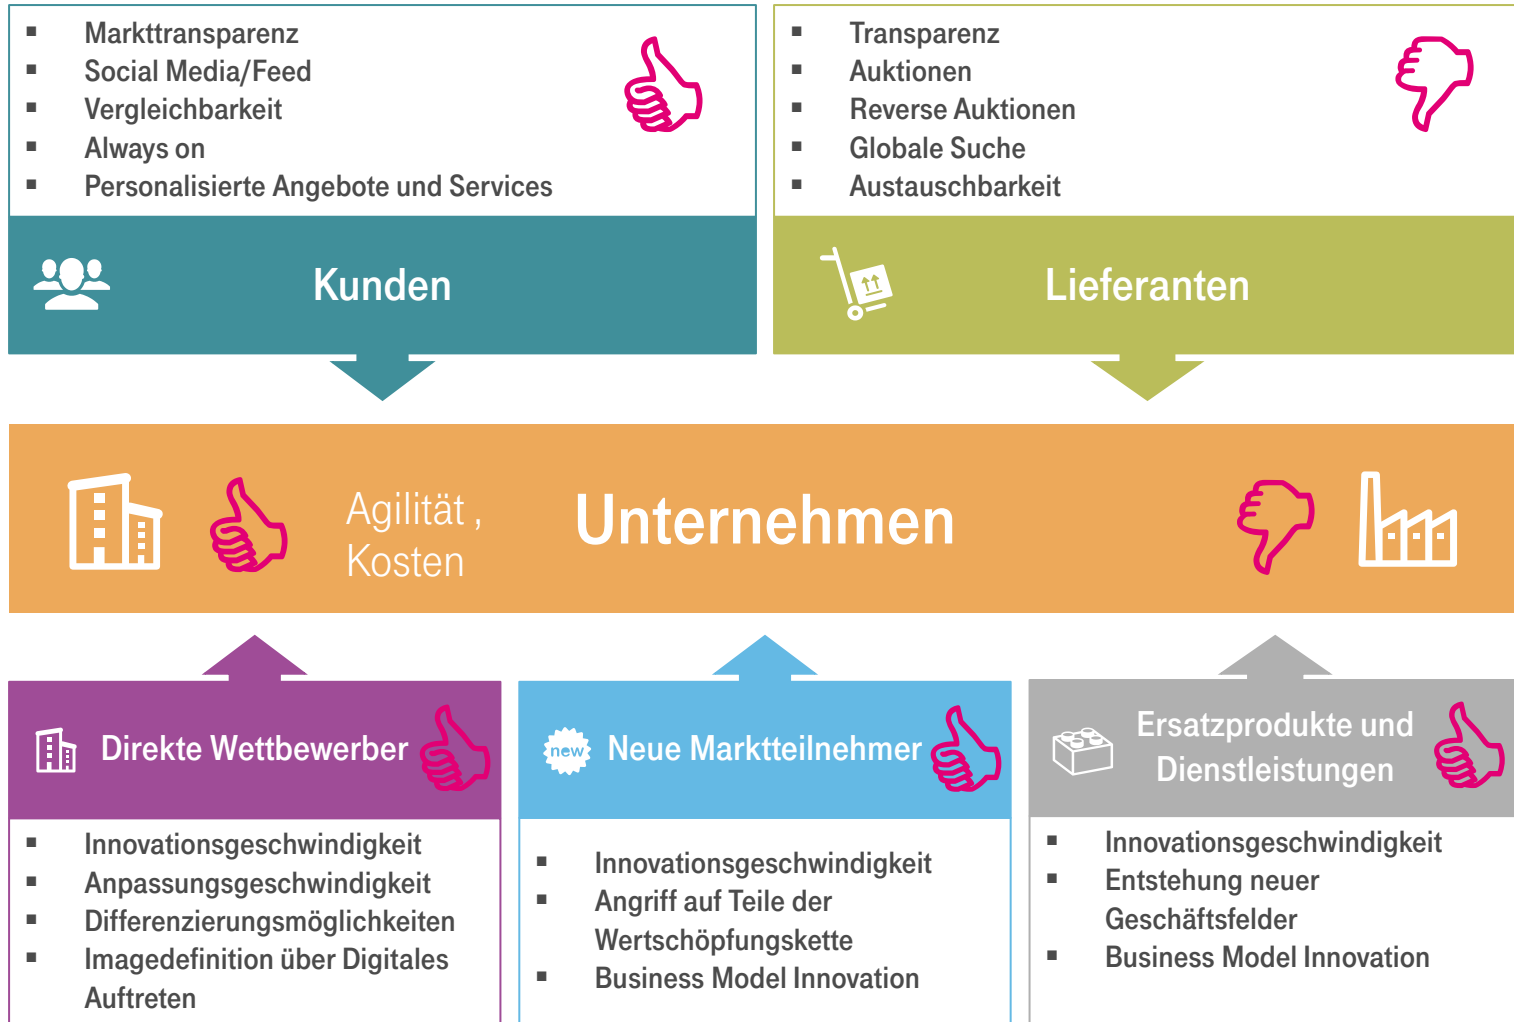 ▪ Markttransparenz
▪ Social Media/Feed
▪ Vergleichbarkeit
▪ Always on
▪ Personalisierte Angebote und Services
Kunden
▪ Transparenz
▪ Auktionen
▪ Reverse Auktionen
▪ Globale Suche
▪ Austauschbarkeit
Lieferanten
Agilität ,
Kosten
Unternehmen
Direkte Wettbewerber
▪ Innovationsgeschwindigkeit
▪ Anpassungsgeschwindigkeit
▪ Differenzierungsmöglichkeiten
▪ Imagedefinition über Digitales
Auftreten
new
Neue Marktteilnehmer
▪ Innovationsgeschwindigkeit
▪ Angriff auf Teile der
Wertschöpfungskette
▪ Business Model Innovation
Ersatzprodukte und
Dienstleistungen
▪ Innovationsgeschwindigkeit
▪ Entstehung neuer
Geschäftsfelder
▪ Business Model Innovation